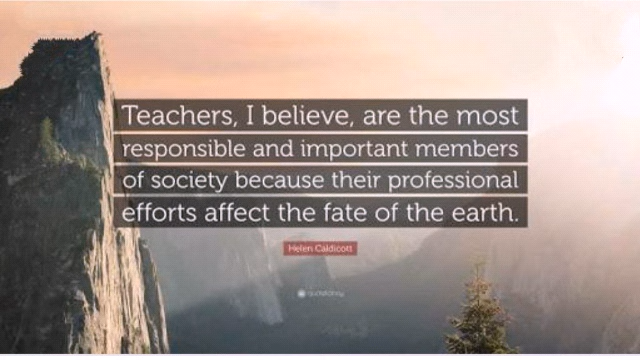 Teachers, I believe, are the most
responsible and important members
of society because their professional
efforts affect the fate of the earth.
Helen Caldicott
quotefancy